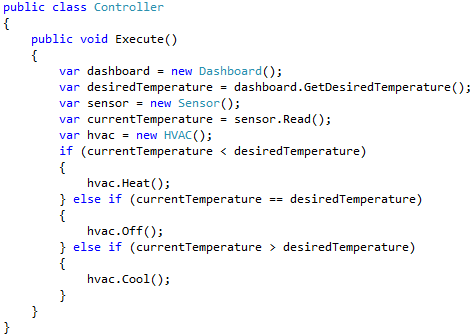 public class Controller
{
    public void Execute()
    {
        var dashboard = new Dashboard();
        var desiredTemperature = dashboard.GetDesiredTemperature();
        var sensor = new Sensor();
        var currentTemperature = sensor.Read();
        var hvac = new HVAC();
        if (currentTemperature < desiredTemperature)
        {
            hvac.Heat();
        } else if (currentTemperature == desiredTemperature)
        {
            hvac.Off();
        } else if (currentTemperature > desiredTemperature)
        {
            hvac.Cool();
        }
    }
}